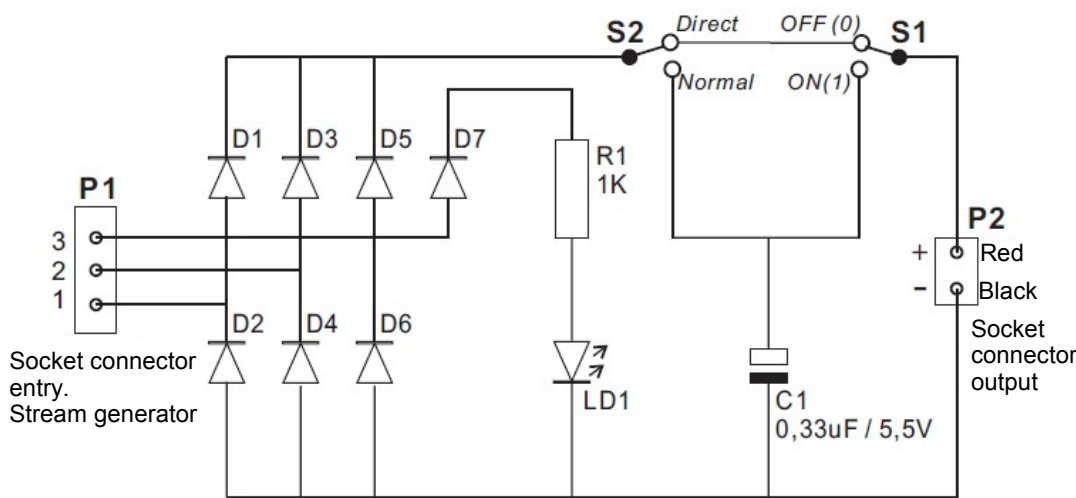 S2
Direct
OFF (0)
S1
Normal
ON(1)
D1
D3
D5
D7
R1
1K
P1
3
2
1
P2
+
Red
-
Black
D2
D4
D6
Socket connector
entry.
Stream generator
LD1
C1
0,33uF / 5,5V
Socket
connector
output